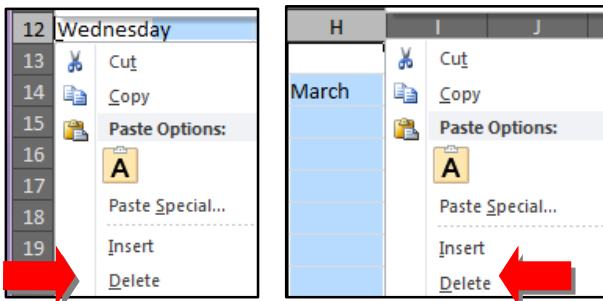 12 Wednesday
13 Cut
14 Copy
15 Paste Options:
16 A
17
18 Paste Special...
19 Insert
Delete
H I J
Cut
March Copy
Paste Options:
A
Paste Special...
Insert
Delete